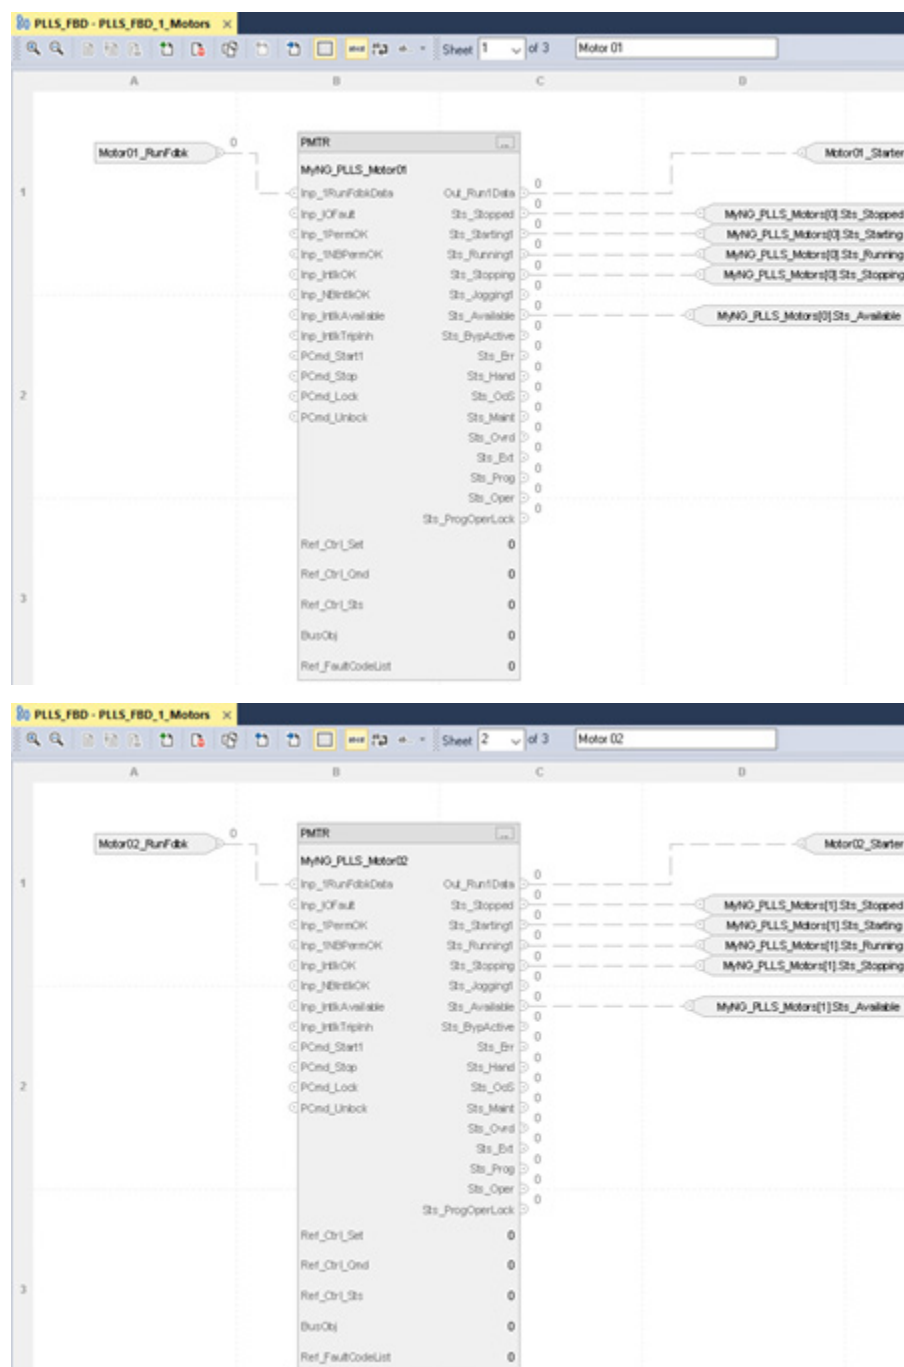 PLLS_FBD - PLLS_FBD_1_Motors ×
Sheet 1 of 3 Motor 01
A B C D
Motor01_RunFdbk 0 PMTR ... Motor01_Starter
MyNG_PLLS_Motor01
1 Inp_1RunFdbkData Out_Run1Data 0
Inp_IOFault Sts_Stopped 0 MyNG_PLLS_Motors[0].Sts_Stopped
Inp_1PermOK Sts_Starting1 0 MyNG_PLLS_Motors[0].Sts_Starting
Inp_1NBPermOK Sts_Running1 0 MyNG_PLLS_Motors[0].Sts_Running
Inp_IntlkOK Sts_Stopping 0 MyNG_PLLS_Motors[0].Sts_Stopping
Inp_NBIntlkOK Sts_Jogging1 0
Inp_IntlkAvailable Sts_Available 0 MyNG_PLLS_Motors[0].Sts_Available
Inp_IntlkTripInh Sts_BypActive 0
PCmd_Start1 Sts_Err 0
PCmd_Stop Sts_Hand 0
2 PCmd_Lock Sts_OoS 0
PCmd_Unlock Sts_Maint 0
Sts_Ovrd 0
Sts_Ext 0
Sts_Prog 0
Sts_Oper 0
Sts_ProgOperLock 0
Ref_Ctrl_Set 0
Ref_Ctrl_Cmd 0
3 Ref_Ctrl_Sts 0
BusObj 0
Ref_FaultCodeList 0
PLLS_FBD - PLLS_FBD_1_Motors ×
Sheet 2 of 3 Motor 02
A B C D
Motor02_RunFdbk 0 PMTR ... Motor02_Starter
MyNG_PLLS_Motor02
1 Inp_1RunFdbkData Out_Run1Data 0
Inp_IOFault Sts_Stopped 0 MyNG_PLLS_Motors[1].Sts_Stopped
Inp_1PermOK Sts_Starting1 0 MyNG_PLLS_Motors[1].Sts_Starting
Inp_1NBPermOK Sts_Running1 0 MyNG_PLLS_Motors[1].Sts_Running
Inp_IntlkOK Sts_Stopping 0 MyNG_PLLS_Motors[1].Sts_Stopping
Inp_NBIntlkOK Sts_Jogging1 0
Inp_IntlkAvailable Sts_Available 0 MyNG_PLLS_Motors[1].Sts_Available
Inp_IntlkTripInh Sts_BypActive 0
PCmd_Start1 Sts_Err 0
PCmd_Stop Sts_Hand 0
2 PCmd_Lock Sts_OoS 0
PCmd_Unlock Sts_Maint 0
Sts_Ovrd 0
Sts_Ext 0
Sts_Prog 0
Sts_Oper 0
Sts_ProgOperLock 0
Ref_Ctrl_Set 0
Ref_Ctrl_Cmd 0
3 Ref_Ctrl_Sts 0
BusObj 0
Ref_FaultCodeList 0